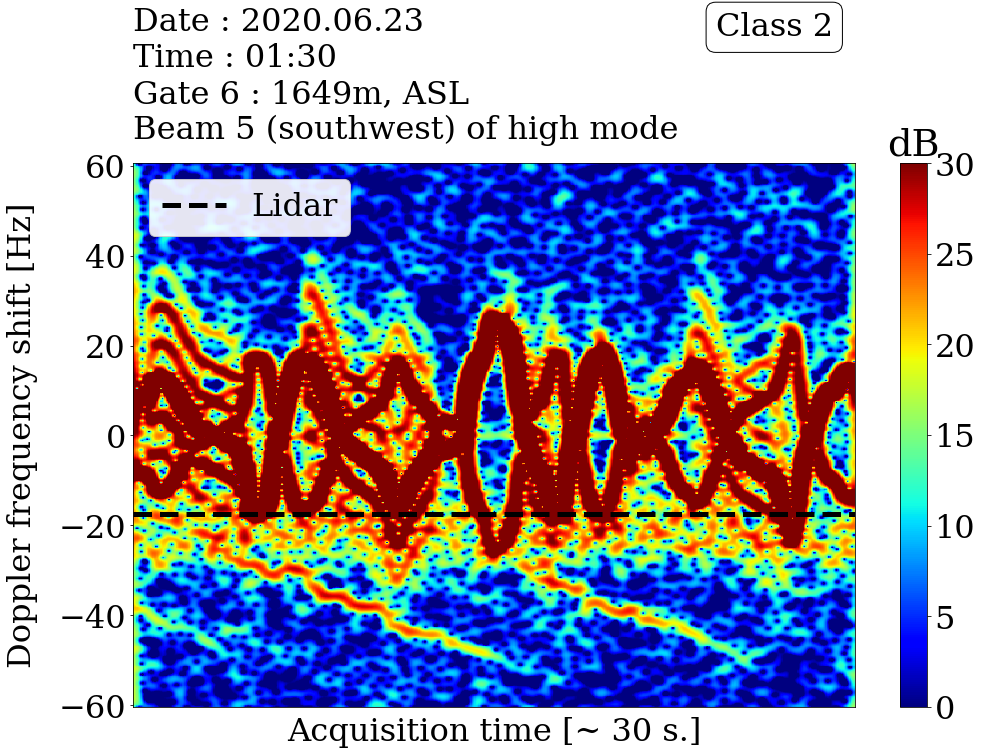 Date : 2020.06.23
Class 2
Time : 01:30
Gate 6 : 1649m, ASL
Beam 5 (southwest) of high mode
dB
60
40
20
0
−20
−40
−60
Doppler frequency shift [Hz]
Lidar
30
25
20
15
10
5
0
Acquisition time [~ 30 s.]